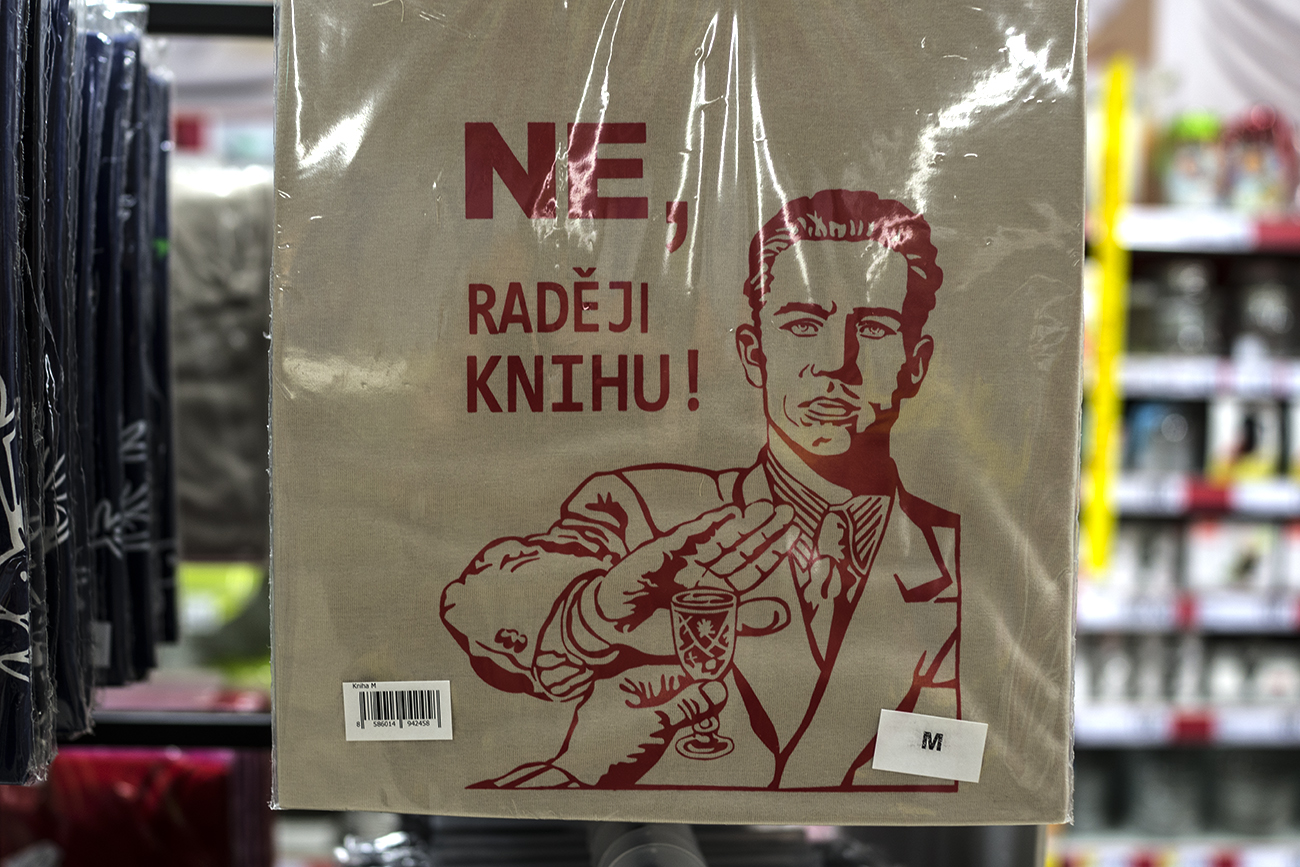 NE,
RADĚJI
KNIHU!
Kniha M
8 586014 942458
M